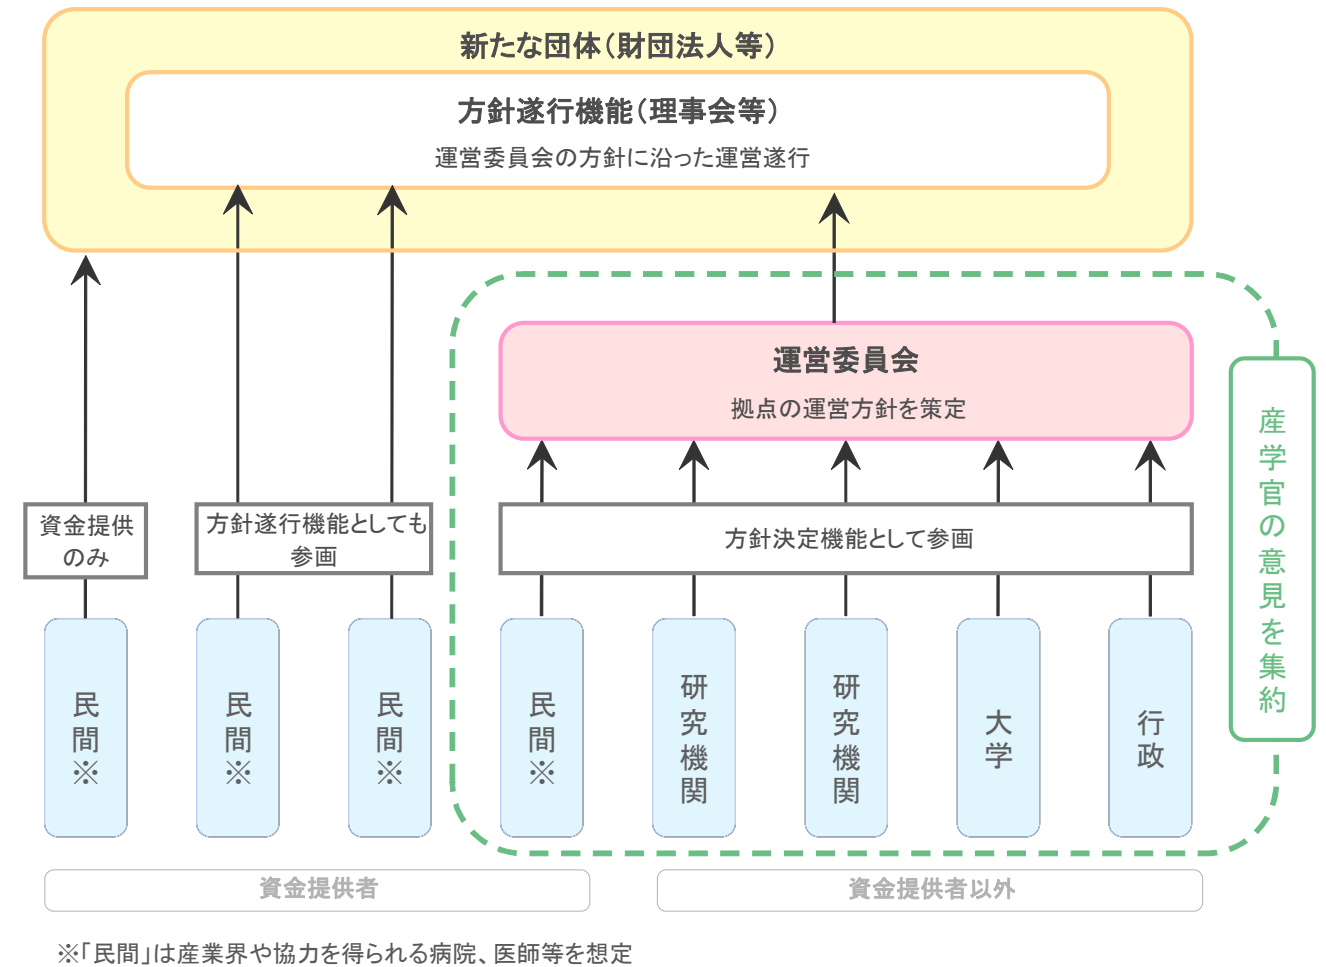 新たな団体（財団法人等）
方針遂行機能（理事会等）
運営委員会の方針に沿った運営遂行
運営委員会
拠点の運営方針を策定
産学官の意見を集約
資金提供
のみ
方針遂行機能としても
参画
方針決定機能として参画
民間※
民間※
民間※
民間※
研究機関
研究機関
大学
行政
資金提供者
資金提供者以外
※「民間」は産業界や協力を得られる病院、医師等を想定